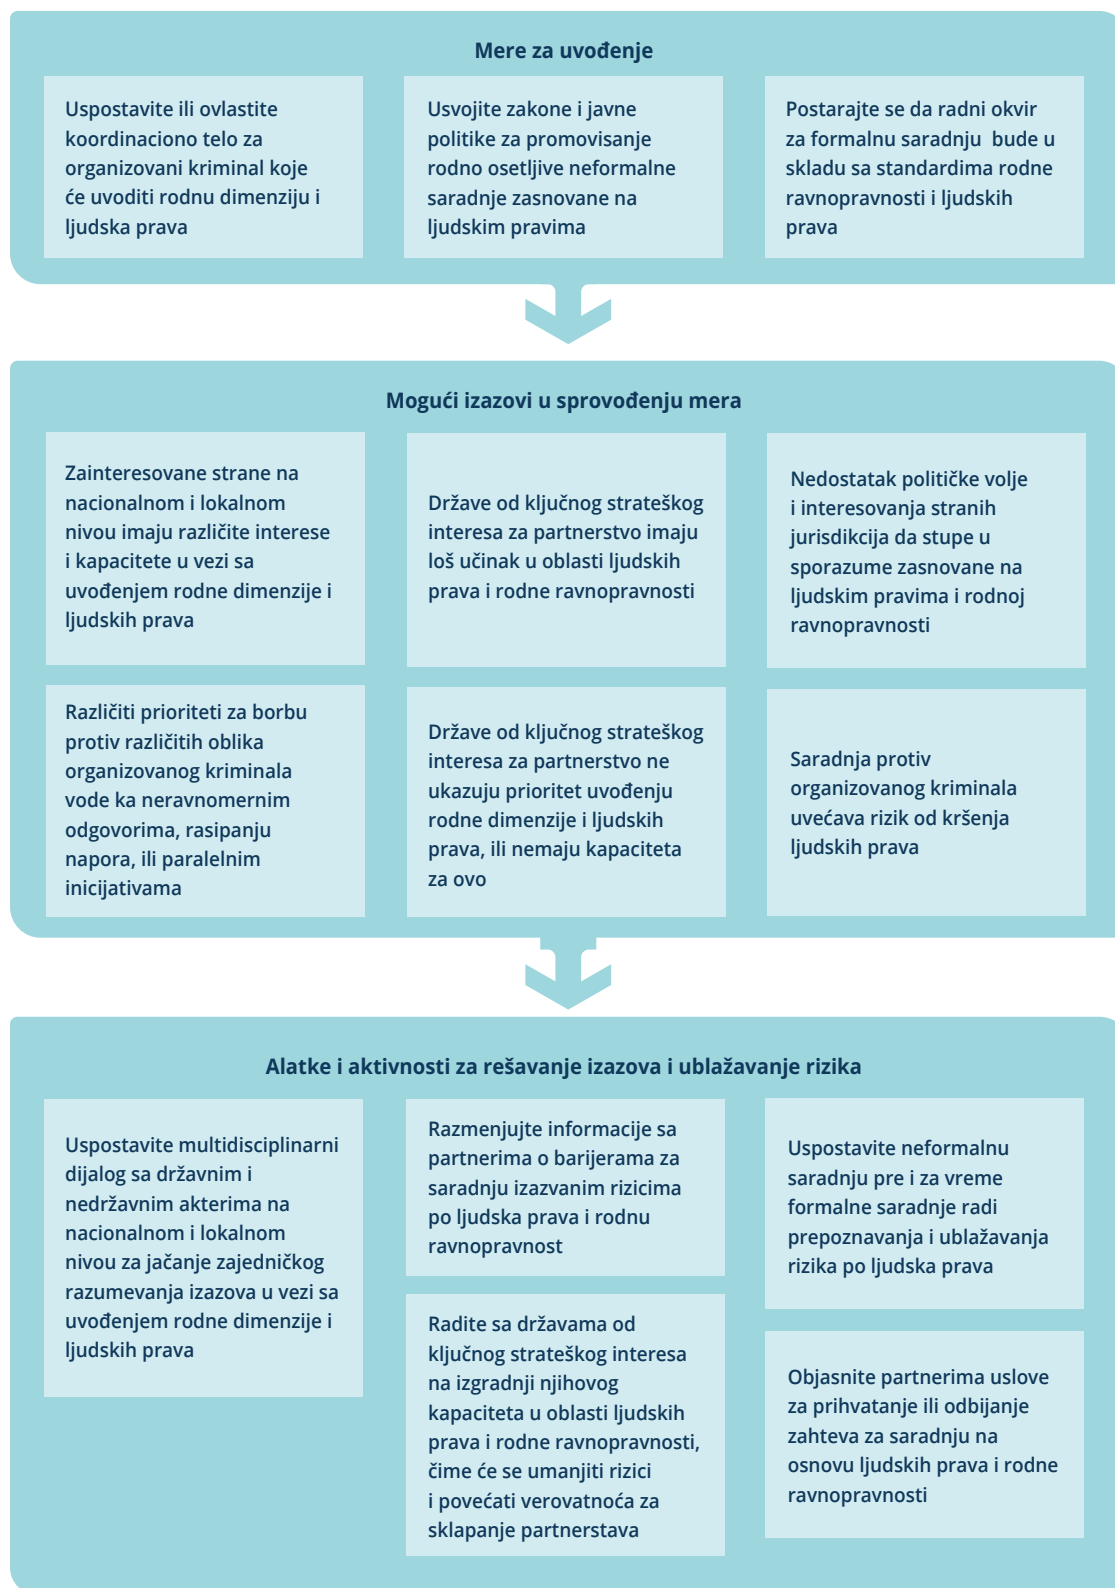 Mere za uvođenje
Uspostavite ili ovlastite
koordinaciono telo za
organizovani kriminal koje
će uvoditi rodnu dimenziju i
ljudska prava
Usvojite zakone i javne
politike za promovisanje
rodno osetljive neformalne
saradnje zasnovane na
ljudskim pravima
Postarajte se da radni okvir
za formalnu saradnju bude u
skladu sa standardima rodne
ravnopravnosti i ljudskih
prava
Mogući izazovi u sprovođenju mera
Zainteresovane strane na
nacionalnom i lokalnom
nivou imaju različite interese
i kapacitete u vezi sa
uvođenjem rodne dimenzije i
ljudskih prava
Države od ključnog strateškog
interesa za partnerstvo imaju
loš učinak u oblasti ljudskih
prava i rodne ravnopravnosti
Nedostatak političke volje
i interesovanja stranih
jurisdikcija da stupe u
sporazume zasnovane na
ljudskim pravima i rodnoj
ravnopravnosti
Različiti prioriteti za borbu
protiv različitih oblika
organizovanog kriminala
vode ka neravnomernim
odgovorima, rasipanju
napora, ili paralelnim
inicijativama
Države od ključnog strateškog
interesa za partnerstvo ne
ukazuju prioritet uvođenju
rodne dimenzije i ljudskih
prava, ili nemaju kapaciteta
za ovo
Saradnja protiv
organizovanog kriminala
uvećava rizik od kršenja
ljudskih prava
Alatke i aktivnosti za rešavanje izazova i ublažavanje rizika
Uspostavite multidisciplinarni
dijalog sa državnim i
nedržavnim akterima na
nacionalnom i lokalnom
nivou za jačanje zajedničkog
razumevanja izazova u vezi sa
uvođenjem rodne dimenzije i
ljudskih prava
Razmenjujte informacije sa
partnerima o barijerama za
saradnju izazvanim rizicima
po ljudska prava i rodnu
ravnopravnost
Radite sa državama od
ključnog strateškog interesa
na izgradnji njihovog
kapaciteta u oblasti ljudskih
prava i rodne ravnopravnosti,
čime će se umanjiti rizici
i povećati verovatnoća za
sklapanje partnerstava
Uspostavite neformalnu
saradnju pre i za vreme
formalne saradnje radi
prepoznavanja i ublažavanja
rizika po ljudska prava
Objasnite partnerima uslove
za prihvatanje ili odbijanje
zahteva za saradnju na
osnovu ljudskih prava i rodne
ravnopravnosti